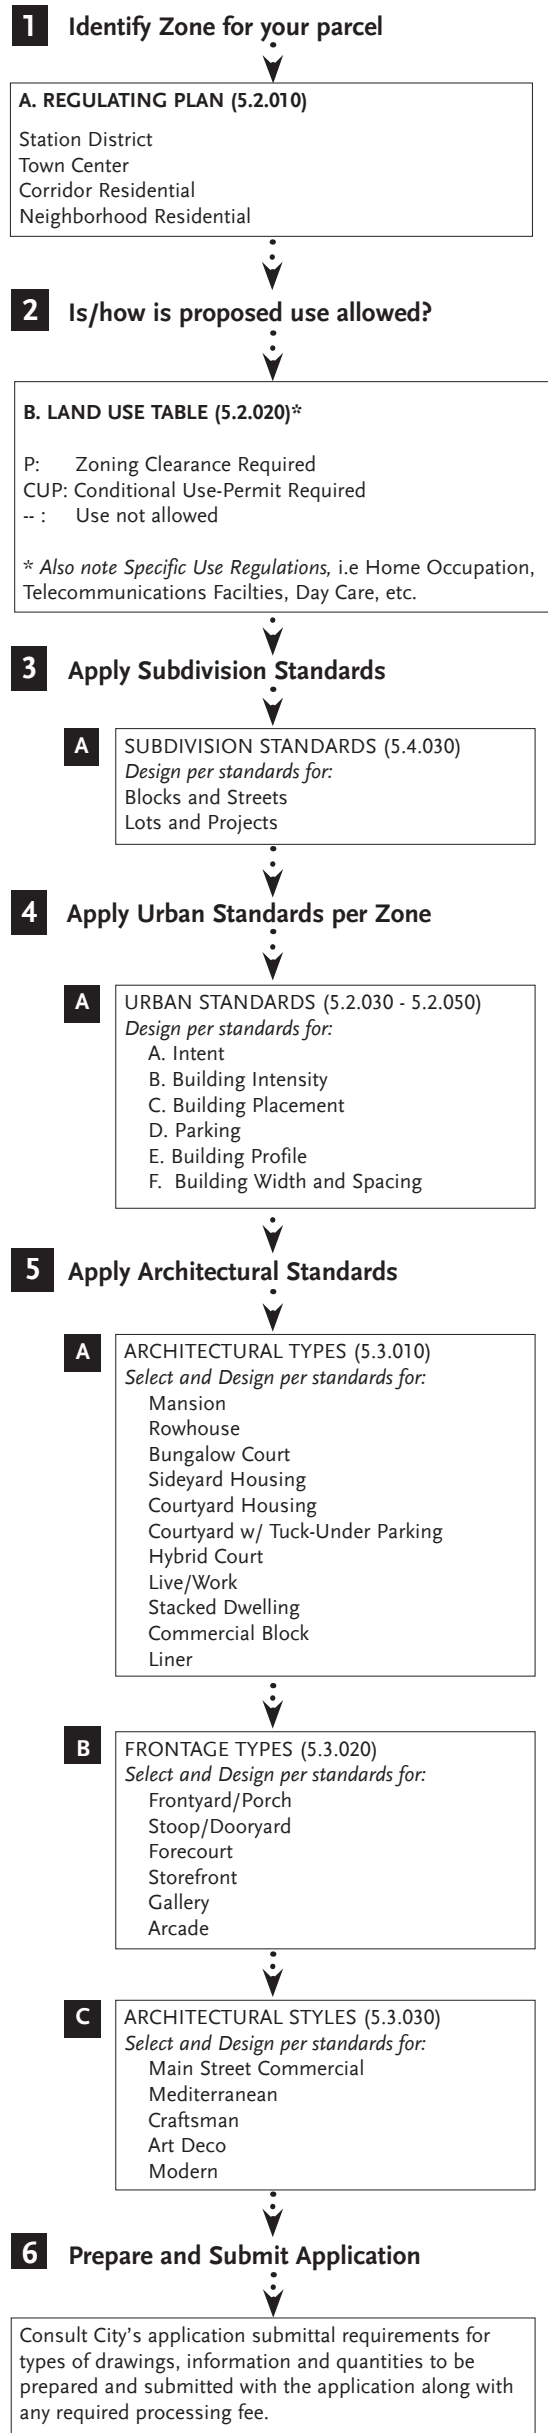 1 Identify Zone for your parcel
A. REGULATING PLAN (5.2.010)
Station District
Town Center
Corridor Residential
Neighborhood Residential
2 Is/how is proposed use allowed?
B. LAND USE TABLE (5.2.020)*
P: Zoning Clearance Required
CUP: Conditional Use-Permit Required
-- : Use not allowed
* Also note Specific Use Regulations, i.e Home Occupation,
Telecommunications Facilties, Day Care, etc.
3 Apply Subdivision Standards
A SUBDIVISION STANDARDS (5.4.030)
Design per standards for:
Blocks and Streets
Lots and Projects
4 Apply Urban Standards per Zone
A URBAN STANDARDS (5.2.030 - 5.2.050)
Design per standards for:
A. Intent
B. Building Intensity
C. Building Placement
D. Parking
E. Building Profile
F. Building Width and Spacing
5 Apply Architectural Standards
A ARCHITECTURAL TYPES (5.3.010)
Select and Design per standards for:
Mansion
Rowhouse
Bungalow Court
Sideyard Housing
Courtyard Housing
Courtyard w/ Tuck-Under Parking
Hybrid Court
Live/Work
Stacked Dwelling
Commercial Block
Liner
B FRONTAGE TYPES (5.3.020)
Select and Design per standards for:
Frontyard/Porch
Stoop/Dooryard
Forecourt
Storefront
Gallery
Arcade
C ARCHITECTURAL STYLES (5.3.030)
Select and Design per standards for:
Main Street Commercial
Mediterranean
Craftsman
Art Deco
Modern
6 Prepare and Submit Application
Consult City's application submittal requirements for
types of drawings, information and quantities to be
prepared and submitted with the application along with
any required processing fee.